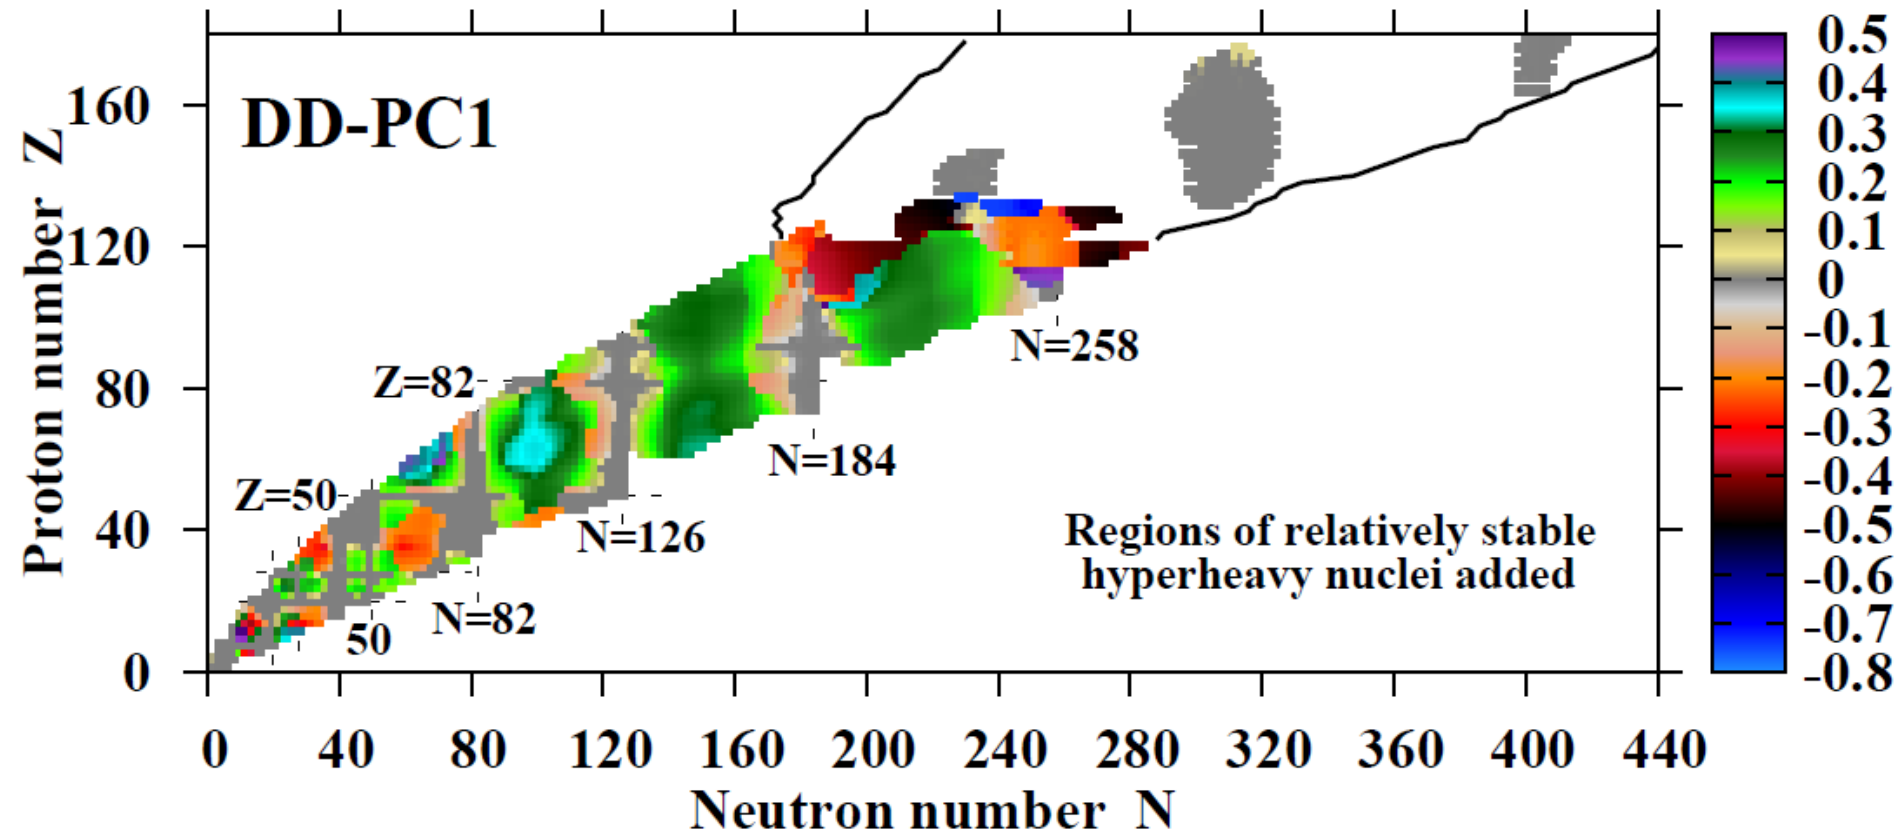 DD-PC1
Proton number Z
160
120
80
40
0
Z=82
Z=50
50
N=82
N=126
N=184
N=258
Regions of relatively stable
hyperheavy nuclei added
0 40 80 120 160 200 240 280 320 360 400 440
Neutron number N
0.5
0.4
0.3
0.2
0.1
0
-0.1
-0.2
-0.3
-0.4
-0.5
-0.6
-0.7
-0.8